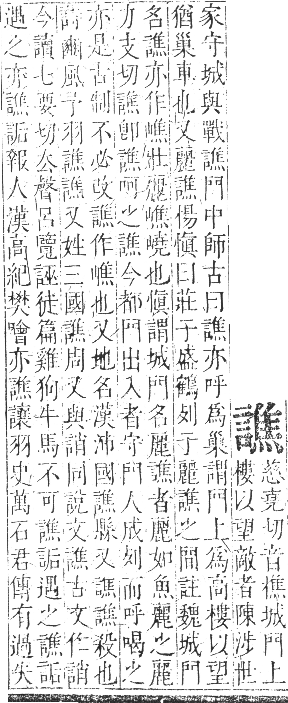 譙慈堯切音樵城門上
樓以望敵者陳涉世
家守城與戰譙門中師古曰譙亦呼為巢謂門上為高樓以望
猶巢車也又麗譙楊愼曰莊子盛鶴列于麗譙之間註魏城門
名譙亦作嶕壯麗嶕嶢也愼謂城門名麗譙者麗如魚麗之麗
力支切譙卽譙呵之譙今都門出入者守門人成列而呼喝之
亦是古制不必改譙作嶕也又地名漢沛國譙縣又譙譙殺也
詩豳風予羽譙譙又姓三國譙周又與誚同說文譙古文作誚
今讀七要切去聲呂覽誣徒篇雞狗牛馬不可譙詬遇之譙詬
遇之亦譙詬報人漢高紀樊噲亦譙讓羽史萬石君傳有過失